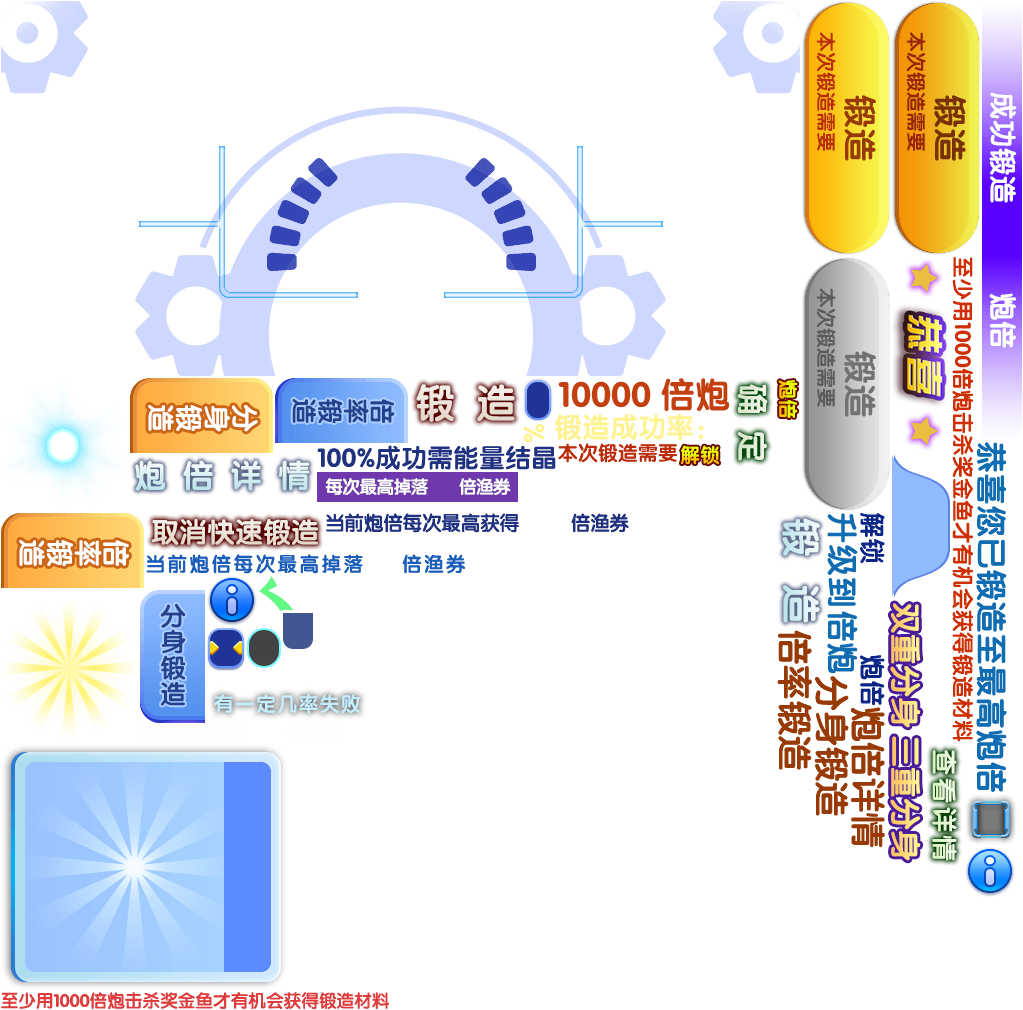 本次锻造需要
锻造
本次锻造需要
锻造
成功锻造
炮倍
本次锻造需要
锻造
恭喜
至少用1000倍炮击杀奖金鱼才有机会获得锻造材料
恭喜您已锻造至最高炮倍
分身锻造
倍率锻造
锻 造
10000 倍炮
% 锻造成功率:
确定
炮倍
炮倍详情
100%成功需能量结晶
本次锻造需要
解锁
每次最高掉落 倍渔券
倍率锻造
取消快速锻造
当前炮倍每次最高获得 倍渔券
当前炮倍每次最高掉落 倍渔券
锻 造
升级到 倍炮
解锁
分身锻造
有一定几率失败
倍率锻造
分身锻造
炮倍
炮倍详情
双重分身
三重分身
查看详情
至少用1000倍炮击杀奖金鱼才有机会获得锻造材料